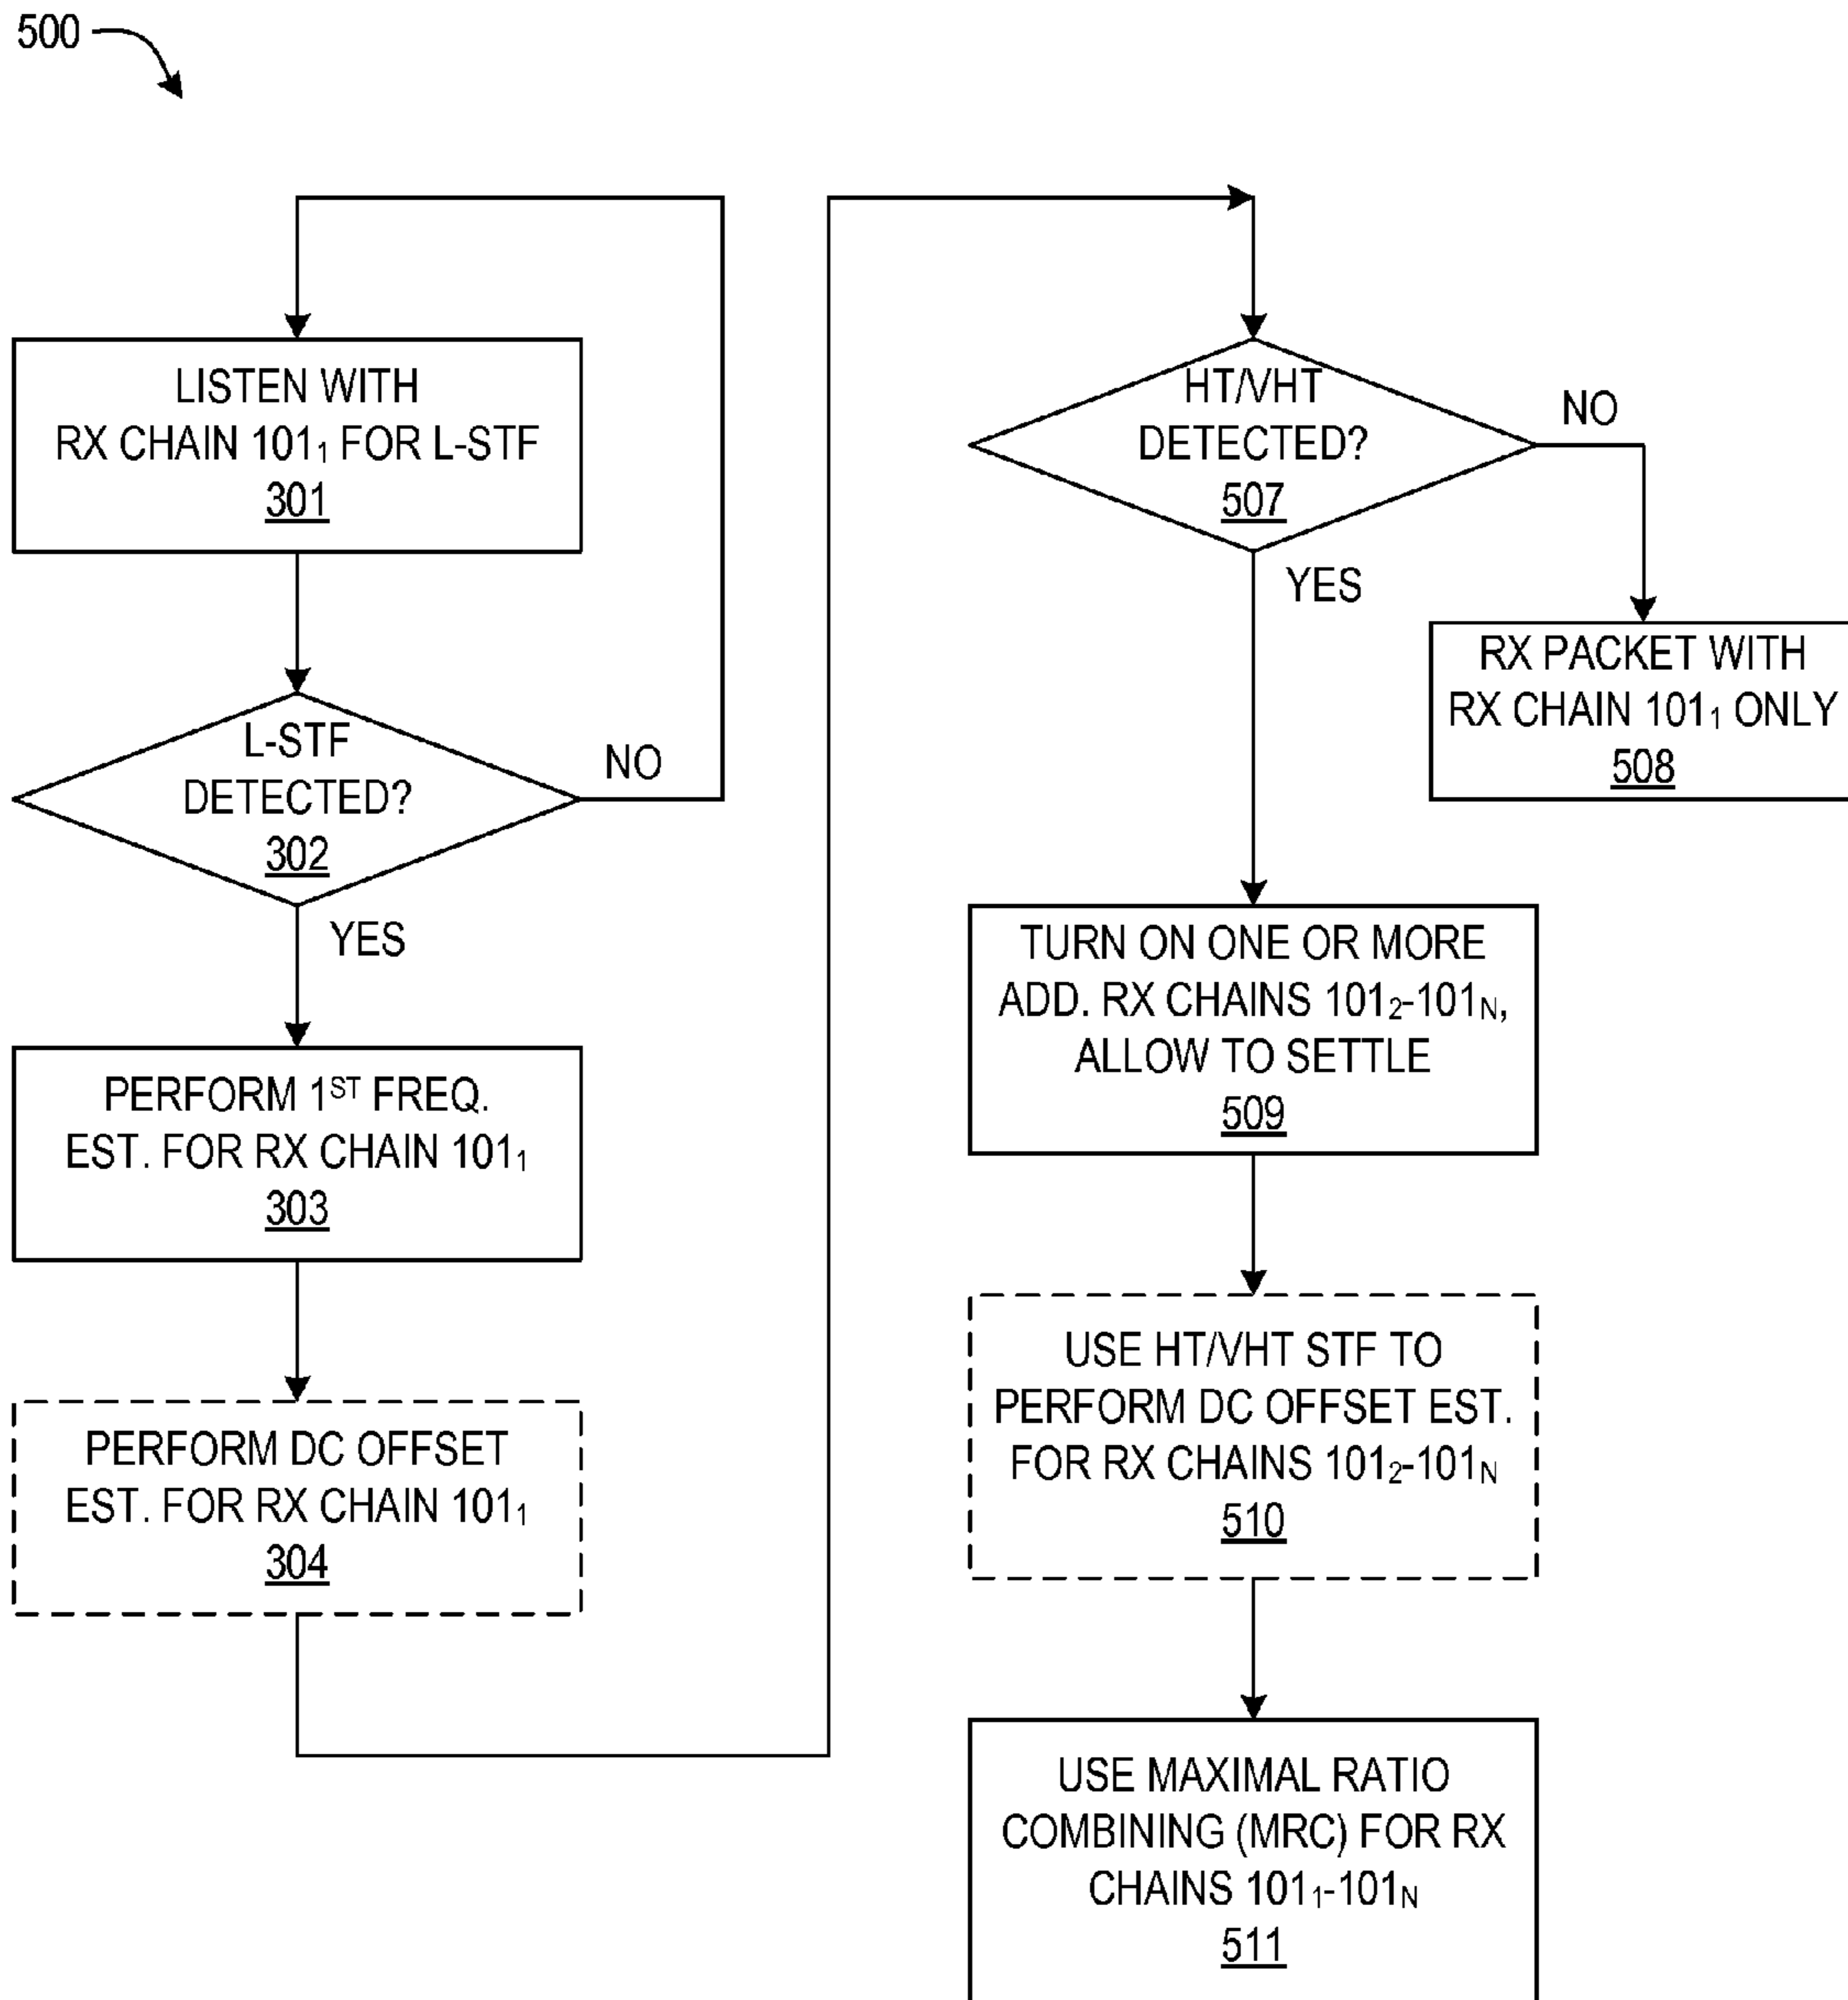 500
LISTEN WITH
RX CHAIN 101₁ FOR L-STF
301
L-STF
DETECTED?
302
NO
YES
PERFORM 1ST FREQ.
EST. FOR RX CHAIN 101₁
303
PERFORM DC OFFSET
EST. FOR RX CHAIN 101₁
304
HT/VHT
DETECTED?
507
NO
YES
RX PACKET WITH
RX CHAIN 101₁ ONLY
508
TURN ON ONE OR MORE
ADD. RX CHAINS 101₂-101N,
ALLOW TO SETTLE
509
USE HT/VHT STF TO
PERFORM DC OFFSET EST.
FOR RX CHAINS 101₂-101N
510
USE MAXIMAL RATIO
COMBINING (MRC) FOR RX
CHAINS 101₁-101N
511